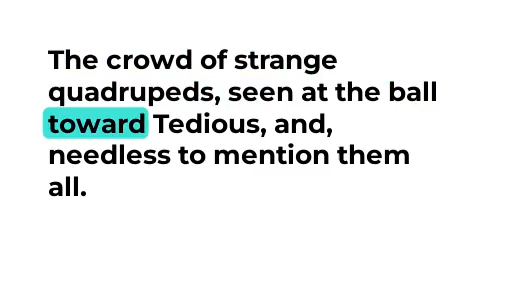 The crowd of strange
quadrupeds, seen at the ball
toward Tedious, and,
needless to mention them
all.